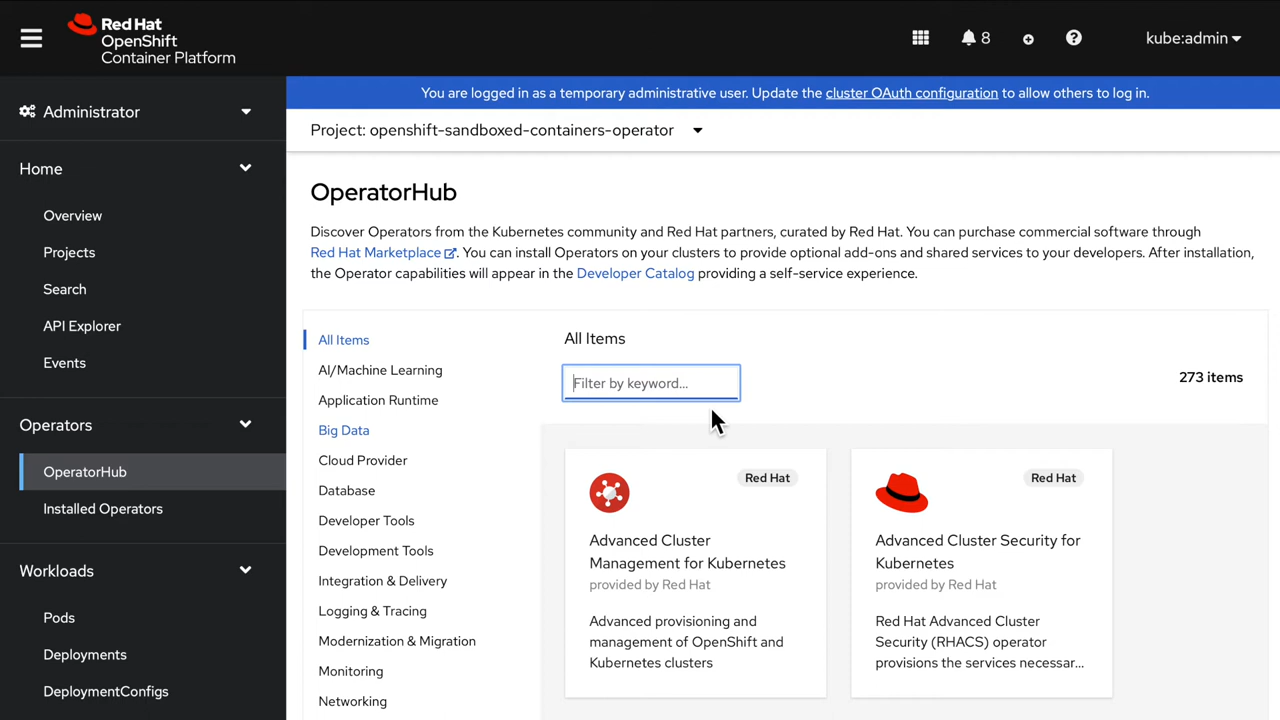 Red Hat
OpenShift
Container Platform
8
kube:admin
Administrator
Home
Overview
Projects
Search
API Explorer
Events
Operators
OperatorHub
Installed Operators
Workloads
Pods
Deployments
DeploymentConfigs
You are logged in as a temporary administrative user. Update the cluster OAuth configuration to allow others to log in.
Project: openshift-sandboxed-containers-operator
OperatorHub
Discover Operators from the Kubernetes community and Red Hat partners, curated by Red Hat. You can purchase commercial software through
Red Hat Marketplace. You can install Operators on your clusters to provide optional add-ons and shared services to your developers. After installation,
the Operator capabilities will appear in the Developer Catalog providing a self-service experience.
All Items
AI/Machine Learning
Application Runtime
Big Data
Cloud Provider
Database
Developer Tools
Development Tools
Integration & Delivery
Logging & Tracing
Modernization & Migration
Monitoring
Networking
All Items
Filter by keyword...
273 items
Red Hat
Advanced Cluster
Management for Kubernetes
provided by Red Hat
Advanced provisioning and
management of OpenShift and
Kubernetes clusters
Red Hat
Advanced Cluster Security for
Kubernetes
provided by Red Hat
Red Hat Advanced Cluster
Security (RHACS) operator
provisions the services necessar...